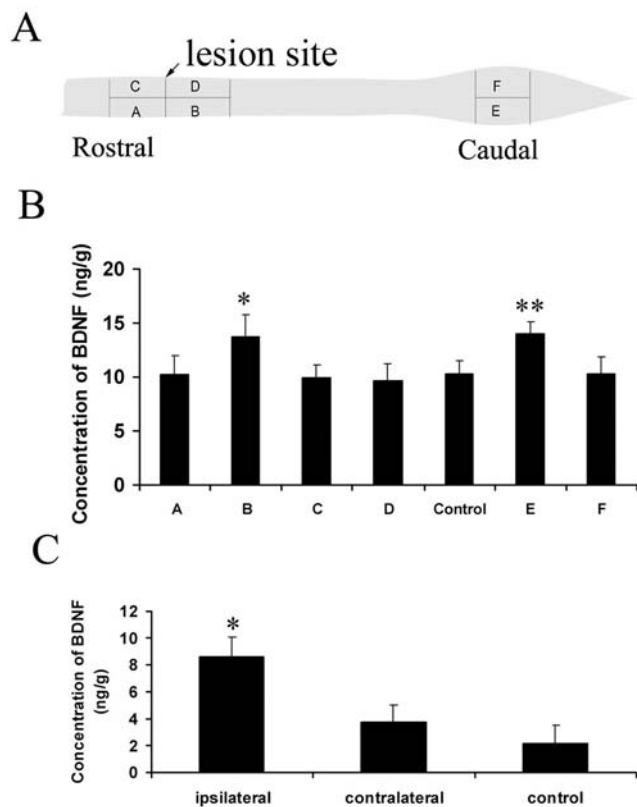 A
lesion site
C D F
A B E
Rostral Caudal
B
Concentration of BDNF (ng/g)
20
15
10
5
0
* **
A B C D Control E F
C
Concentration of BDNF
(ng/g)
12
10
8
6
4
2
0
*
ipsilateral contralateral control